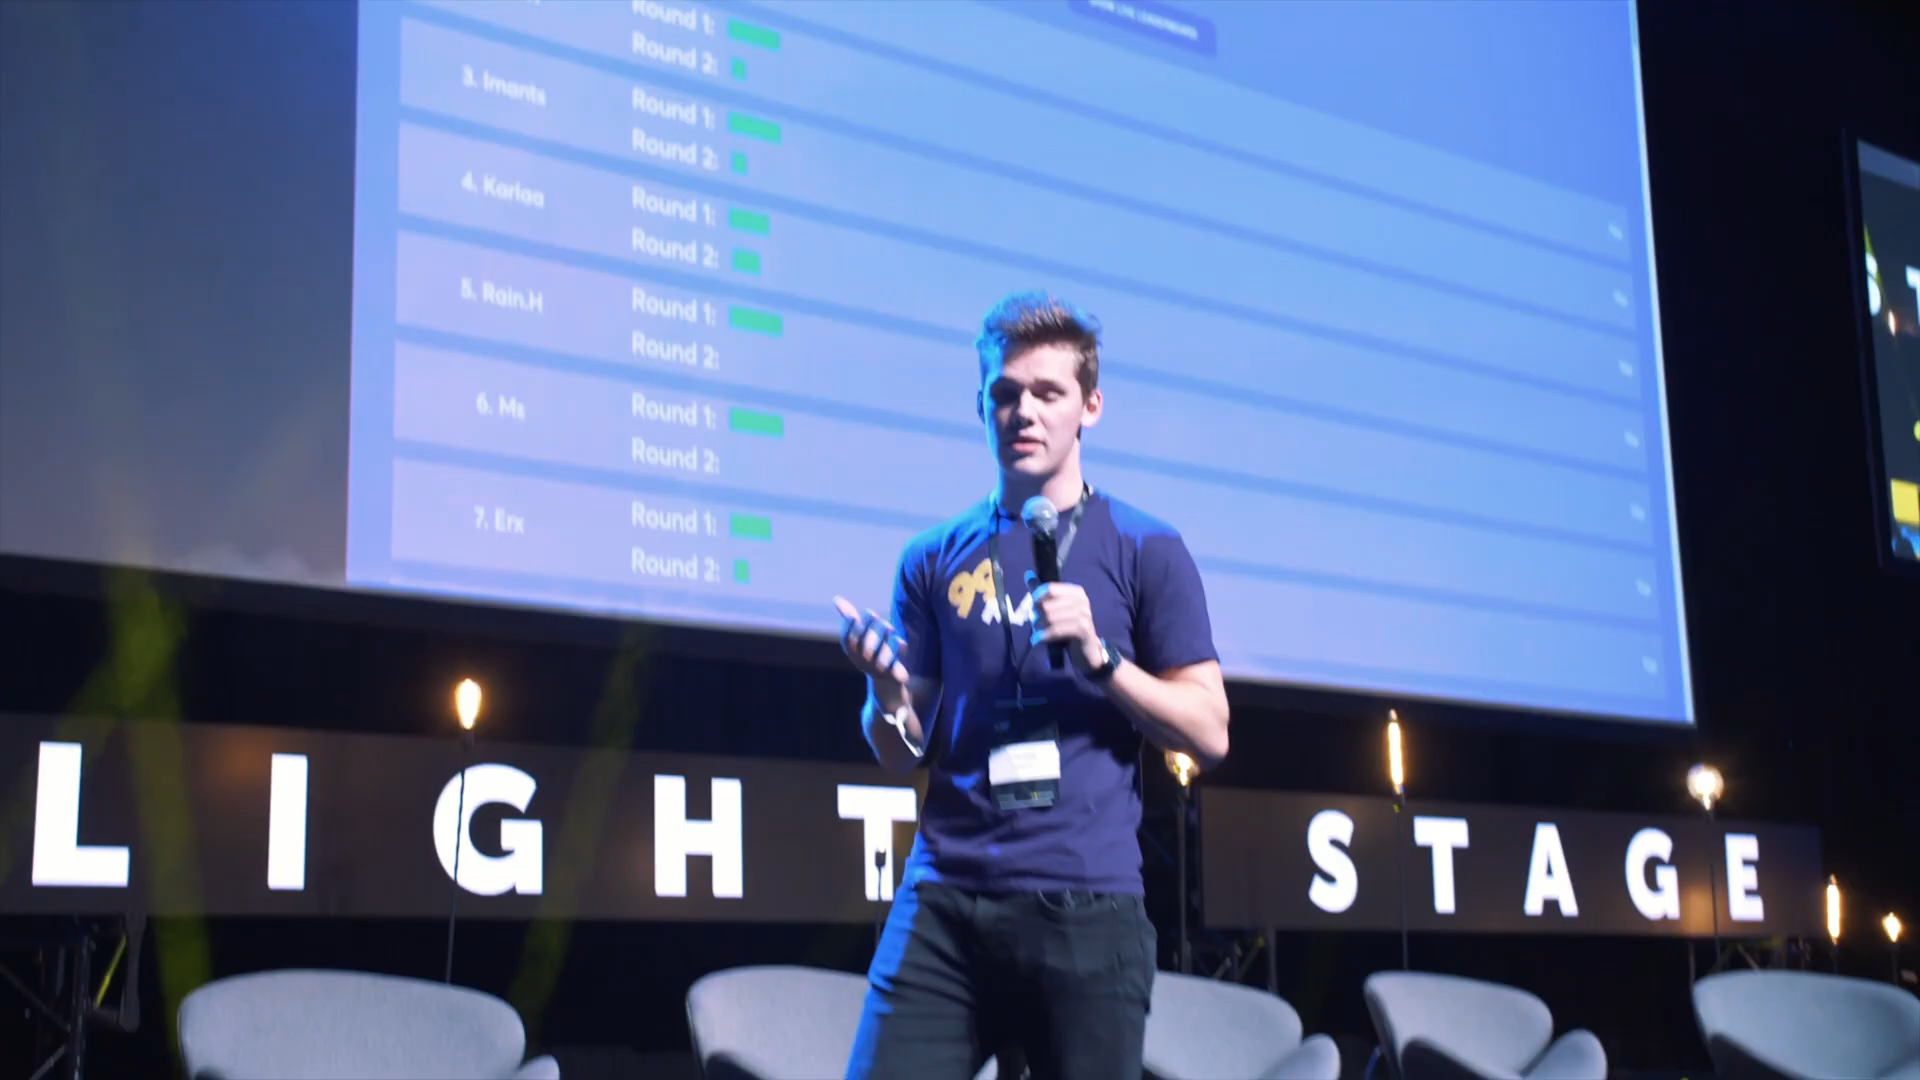 Round 1:
Round 2:
3. Imants
Round 1:
Round 2:
4. Karlaa
Round 1:
Round 2:
5. Rain.H
Round 1:
Round 2:
6. Ms
Round 1:
Round 2:
7. Erx
Round 1:
Round 2:
99
LIGHT STAGE